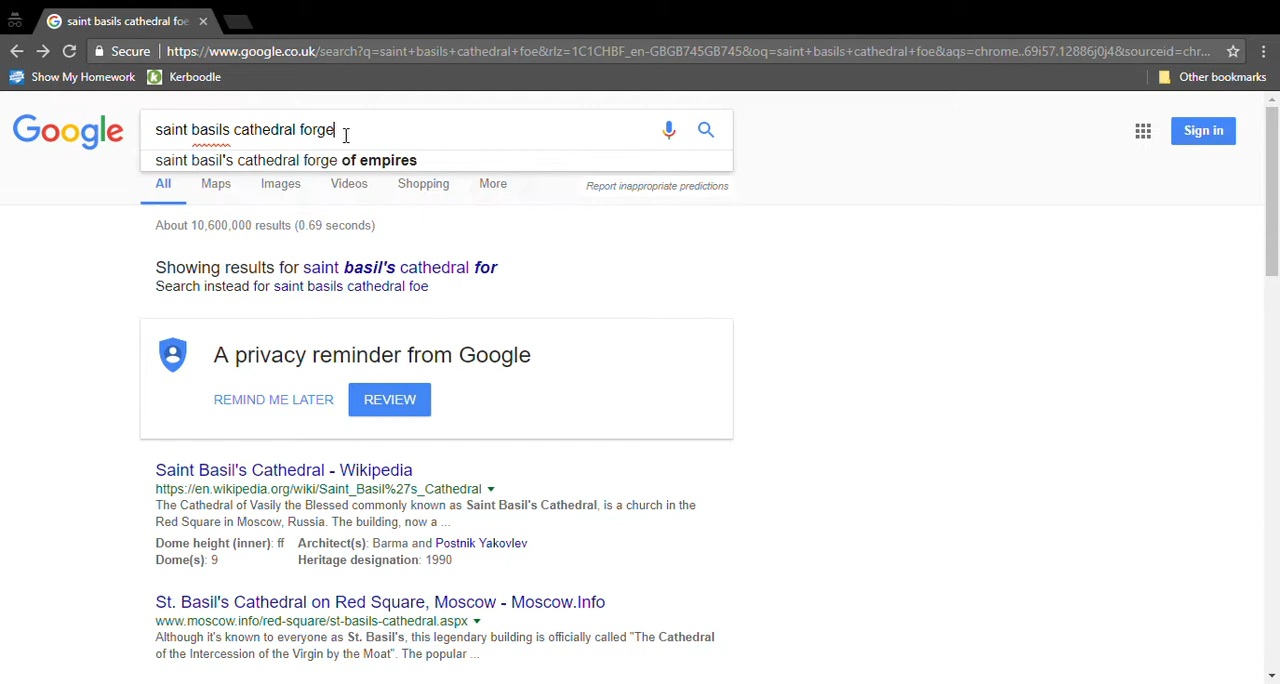 saint basils cathedral foe
Secure https://www.google.co.uk/search?q=saint+basils+cathedral+foe&rlz=1C1CHBF_en-GBGB745GB745&oq=saint+basils+cathedral+foe&aqs=chrome..69i57.12886j0j4&sourceid=chr...
Show My Homework Kerboodle Other bookmarks
Google saint basils cathedral forge Sign in
saint basil's cathedral forge of empires
All Maps Images Videos Shopping More Report inappropriate predictions
About 10,600,000 results (0.69 seconds)
Showing results for saint basil's cathedral for
Search instead for saint basils cathedral foe
A privacy reminder from Google
REMIND ME LATER REVIEW
Saint Basil's Cathedral - Wikipedia
https://en.wikipedia.org/wiki/Saint_Basil%27s_Cathedral
The Cathedral of Vasily the Blessed commonly known as Saint Basil's Cathedral, is a church in the
Red Square in Moscow, Russia. The building, now a ...
Dome height (inner): ff Architect(s): Barma and Postnik Yakovlev
Dome(s): 9 Heritage designation: 1990
St. Basil's Cathedral on Red Square, Moscow - Moscow.Info
www.moscow.info/red-square/st-basils-cathedral.aspx
Although it's known to everyone as St. Basil's, this legendary building is officially called "The Cathedral
of the Intercession of the Virgin by the Moat". The popular ...